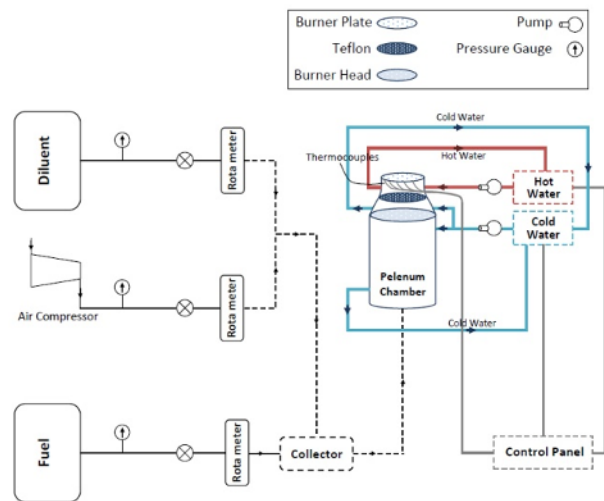 Burner Plate
Pump
Teflon
Pressure Gauge
Burner Head
Cold Water
Diluent
Rota meter
Thermocouples
Hot Water
Hot
Water
Cold
Water
Pelenum
Chamber
Air Compressor
Rota meter
Cold Water
Fuel
Rota meter
Collector
Control Panel